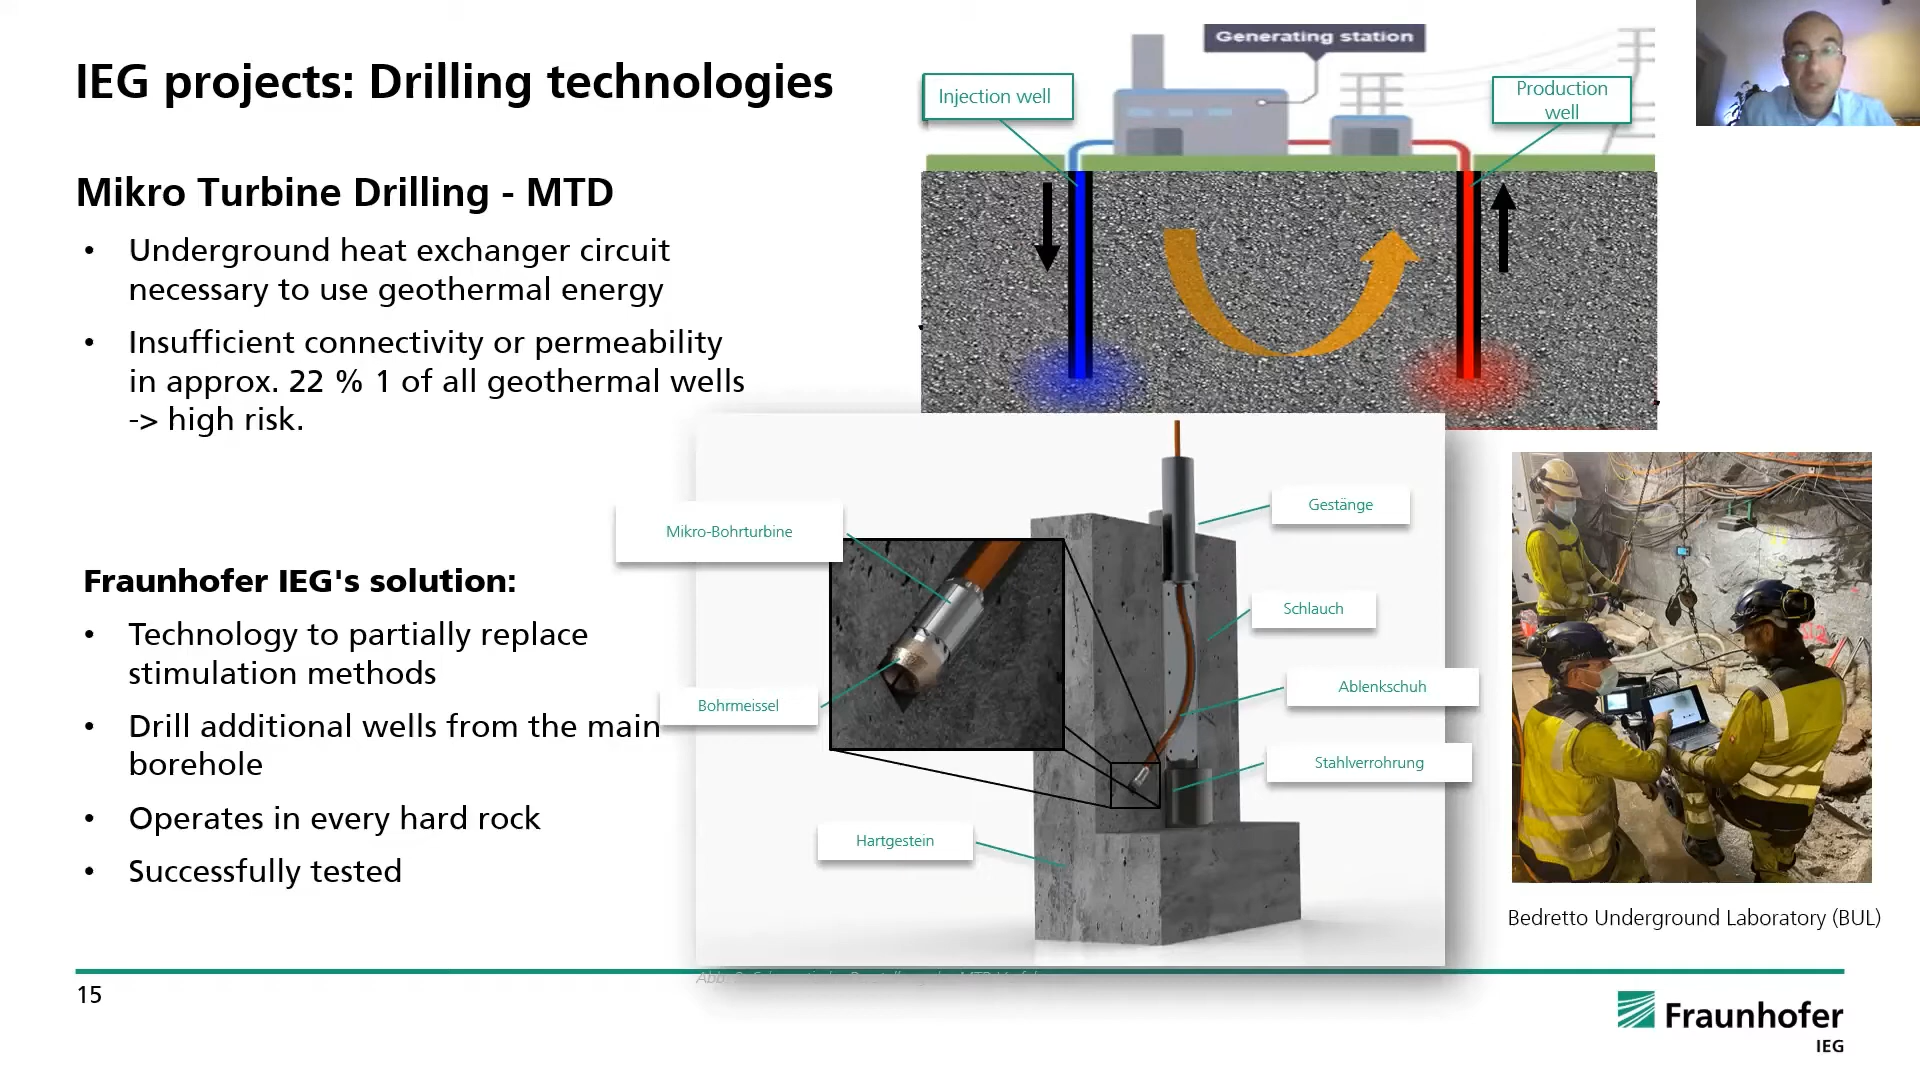 IEG projects: Drilling technologies
Mikro Turbine Drilling - MTD
• Underground heat exchanger circuit
necessary to use geothermal energy
• Insufficient connectivity or permeability
in approx. 22 % 1 of all geothermal wells
-> high risk.
Fraunhofer IEG's solution:
• Technology to partially replace
stimulation methods
• Drill additional wells from the main
borehole
• Operates in every hard rock
• Successfully tested
Generating station
Injection well
Production
well
Mikro-Bohrturbine
Bohrmeissel
Hartgestein
Gestänge
Schlauch
Ablenkschuh
Stahlverrohrung
Bedretto Underground Laboratory (BUL)
15
Fraunhofer
IEG